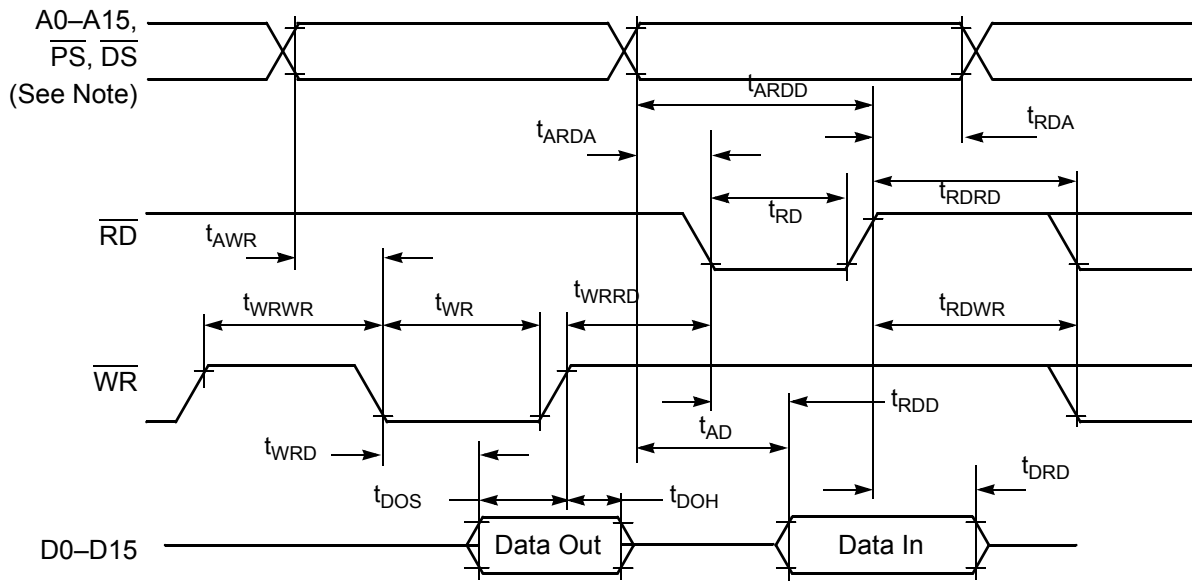 A0–A15,
PS, DS
(See Note)
tARDD
tARDA
tRDA
tRD
tRDRD
RD
tAWR
tWRWR
tWR
tWRRD
tRDWR
WR
tRDD
tAD
tWRD
tDRD
tDOS
tDOH
D0–D15
Data Out
Data In